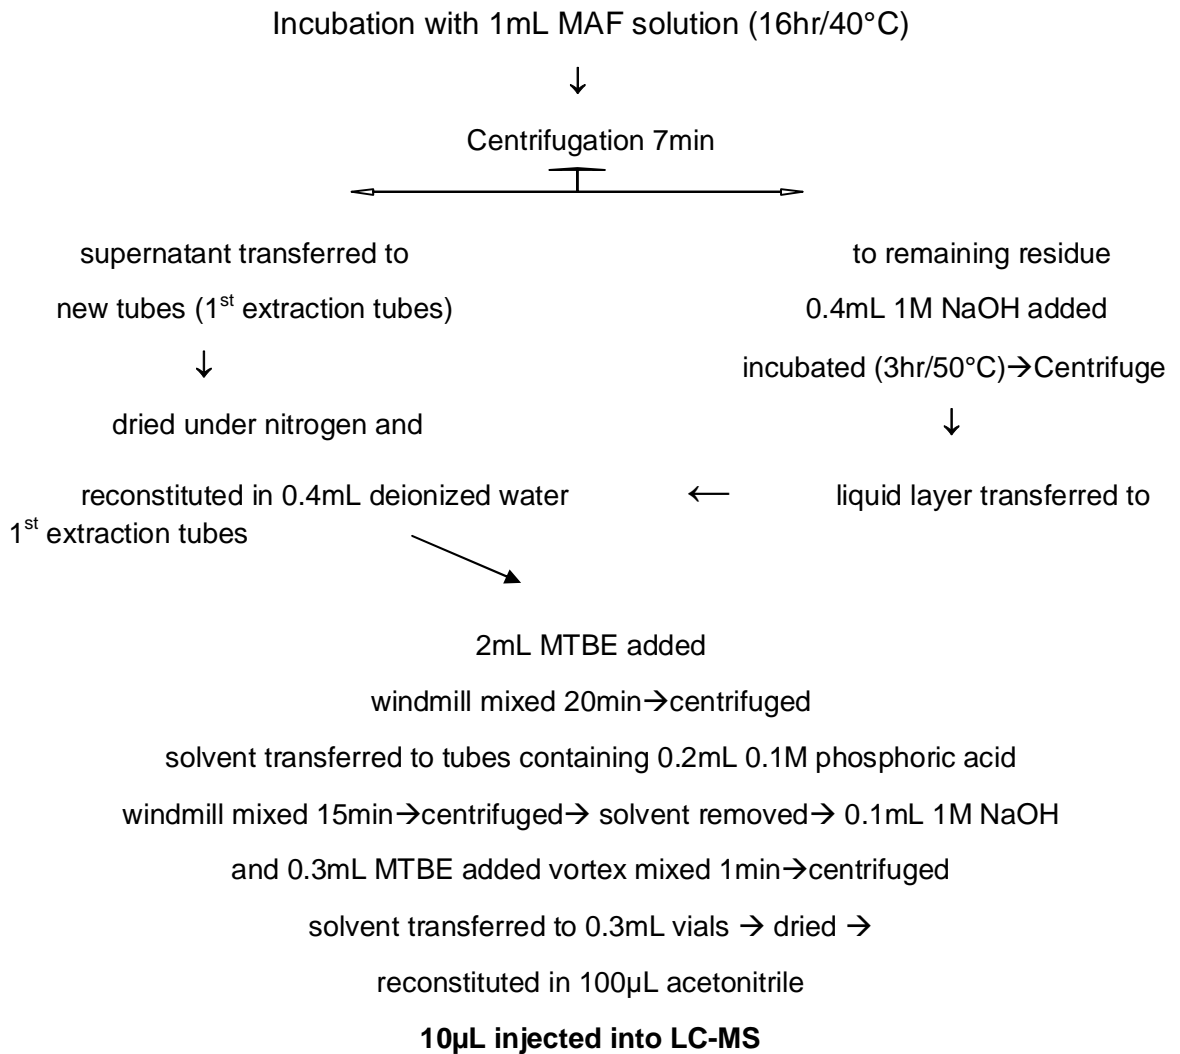 Incubation with 1mL MAF solution (16hr/40°C)
↓
Centrifugation 7min
supernatant transferred to
new tubes (1st extraction tubes)
↓
dried under nitrogen and
reconstituted in 0.4mL deionized water
to remaining residue
0.4mL 1M NaOH added
incubated (3hr/50°C)→Centrifuge
↓
liquid layer transferred to
←
1st extraction tubes
2mL MTBE added
windmill mixed 20min→centrifuged
solvent transferred to tubes containing 0.2mL 0.1M phosphoric acid
windmill mixed 15min→centrifuged→ solvent removed→ 0.1mL 1M NaOH
and 0.3mL MTBE added vortex mixed 1min→centrifuged
solvent transferred to 0.3mL vials → dried →
reconstituted in 100µL acetonitrile
10µL injected into LC-MS